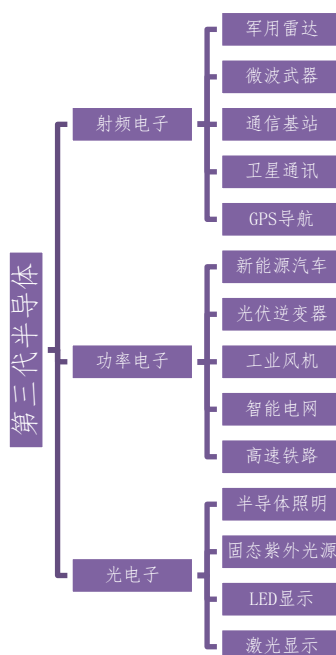 第三代半导体
射频电子
军用雷达
微波武器
通信基站
卫星通讯
GPS导航
功率电子
新能源汽车
光伏逆变器
工业风机
智能电网
高速铁路
光电子
半导体照明
固态紫外光源
LED显示
激光显示